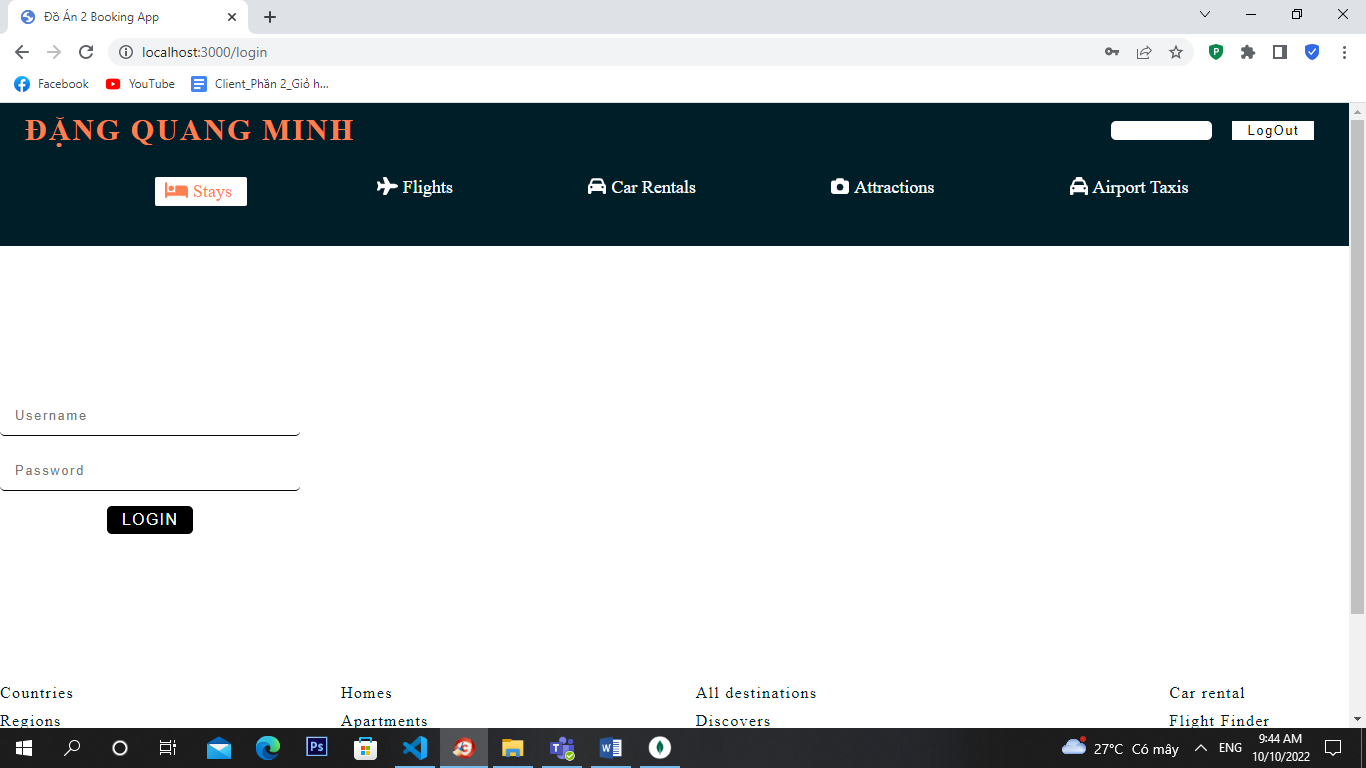 Đồ Án 2 Booking App
localhost:3000/login
Facebook YouTube Client_Phần 2_Giỏ h...
ĐẶNG QUANG MINH
LogOut
Stays Flights Car Rentals Attractions Airport Taxis
Username
Password
LOGIN
Countries Homes All destinations Car rental
Regions Apartments Discovers Flight Finder
27°C Có mây ENG 9:44 AM
10/10/2022